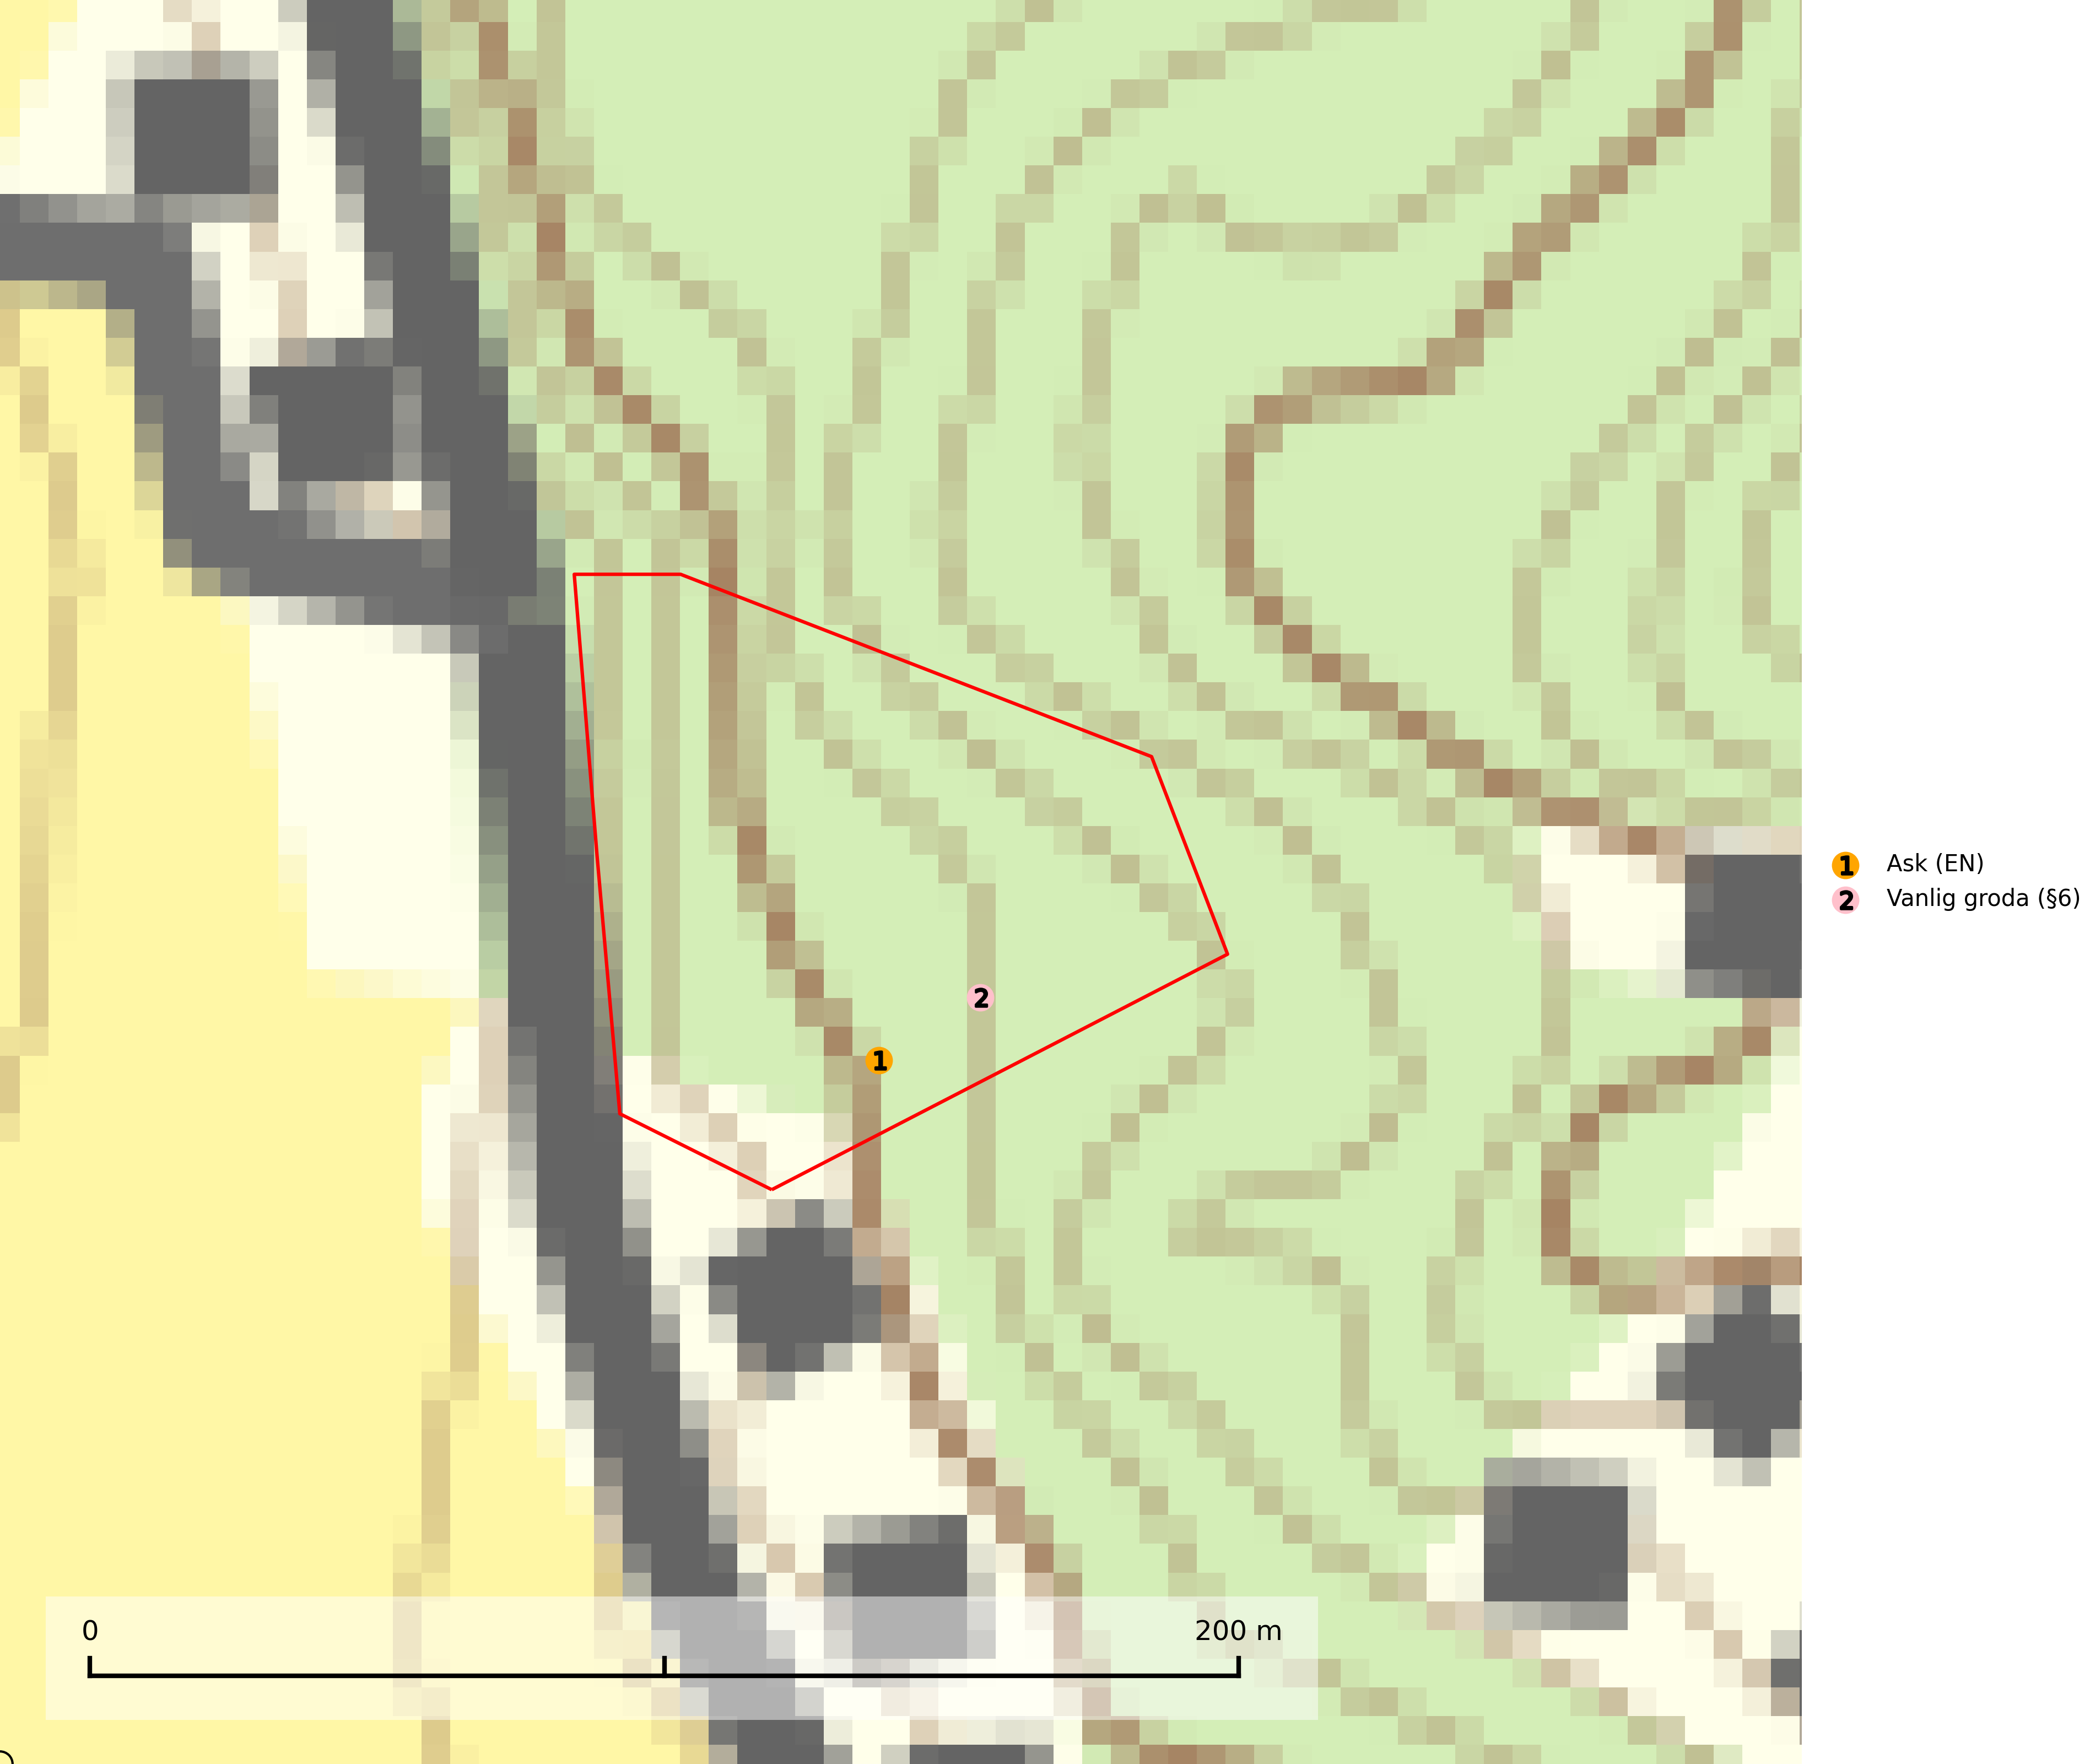 1 Ask (EN)
2 Vanlig groda (§6)
2
1
0 200 m